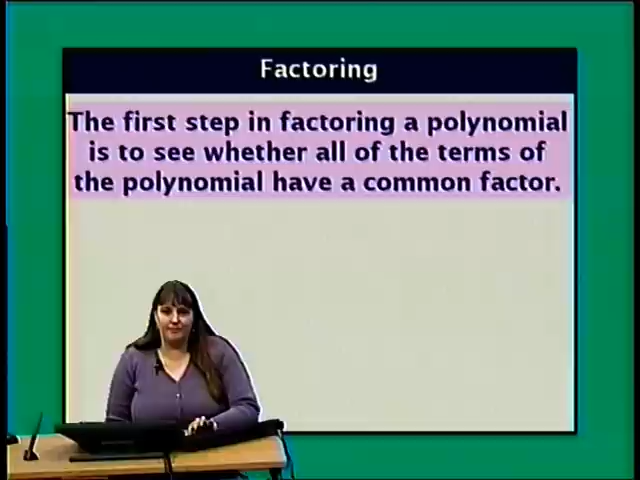 Factoring
The first step in factoring a polynomial
is to see whether all of the terms of
the polynomial have a common factor.